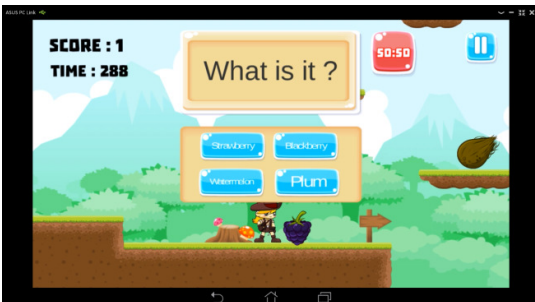 ASUS PC Link
SCORE : 1
TIME : 288
What is it ?
50:50
Strawberry
Blackberry
Watermelon
Plum